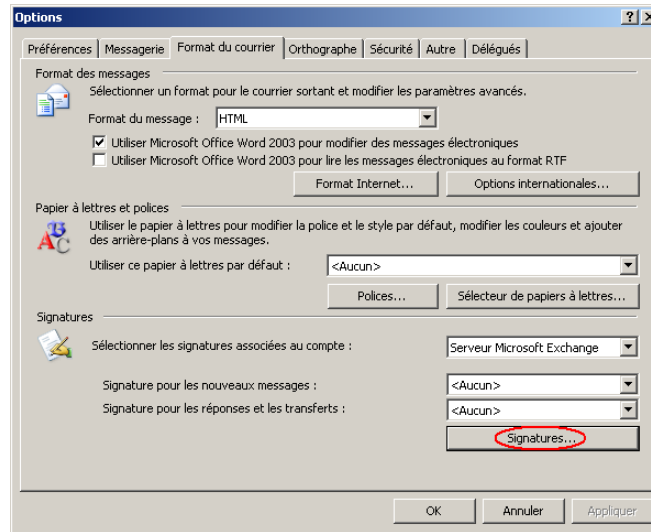 Options
Préférences Messagerie Format du courrier Orthographe Sécurité Autre Délégués
Format des messages
Sélectionner un format pour le courrier sortant et modifier les paramètres avancés.
Format du message : HTML
Utiliser Microsoft Office Word 2003 pour modifier des messages électroniques
Utiliser Microsoft Office Word 2003 pour lire les messages électroniques au format RTF
Format Internet... Options internationales...
Papier à lettres et polices
Utiliser le papier à lettres pour modifier la police et le style par défaut, modifier les couleurs et ajouter
des arrière-plans à vos messages.
Utiliser ce papier à lettres par défaut : <Aucun>
Polices... Sélecteur de papiers à lettres...
Signatures
Sélectionner les signatures associées au compte : Serveur Microsoft Exchange
Signature pour les nouveaux messages : <Aucun>
Signature pour les réponses et les transferts : <Aucun>
Signatures...
OK Annuler Appliquer